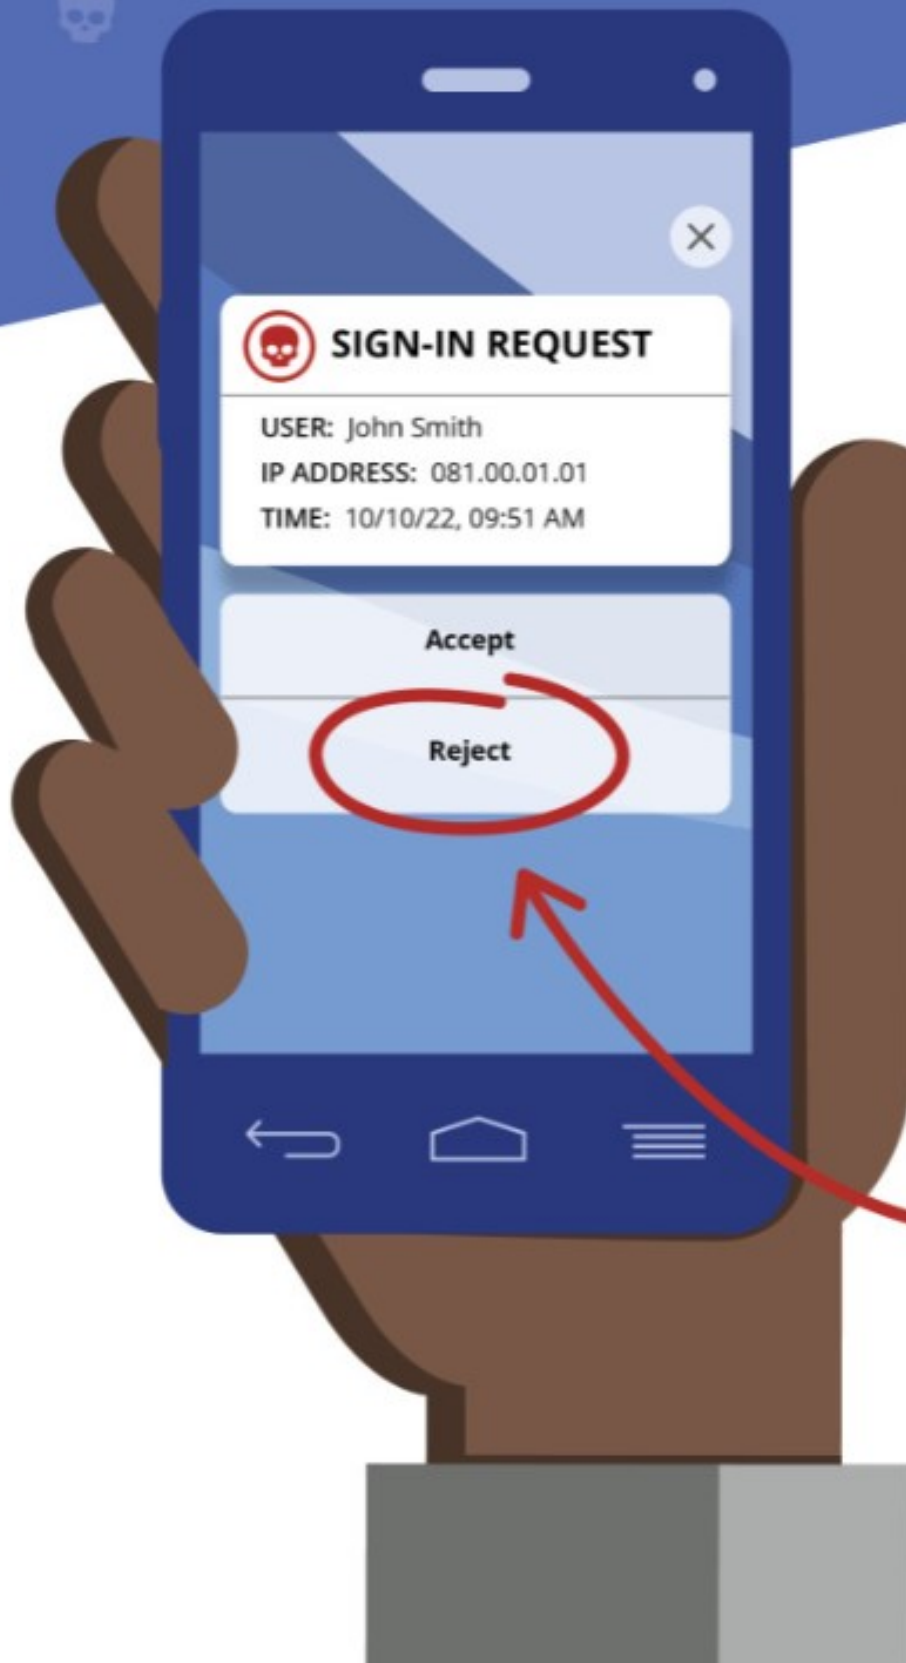 SIGN-IN REQUEST
USER: John Smith
IP ADDRESS: 081.00.01.01
TIME: 10/10/22, 09:51 AM
Accept
Reject